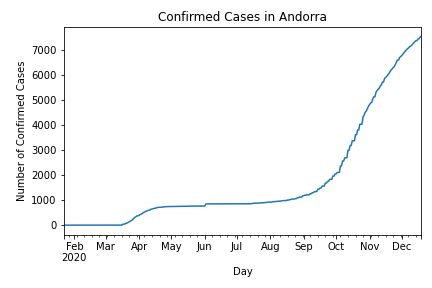 Confirmed Cases in Andorra
Number of Confirmed Cases
7000
6000
5000
4000
3000
2000
1000
0
Feb Mar Apr May Jun Jul Aug Sep Oct Nov Dec
2020
Day